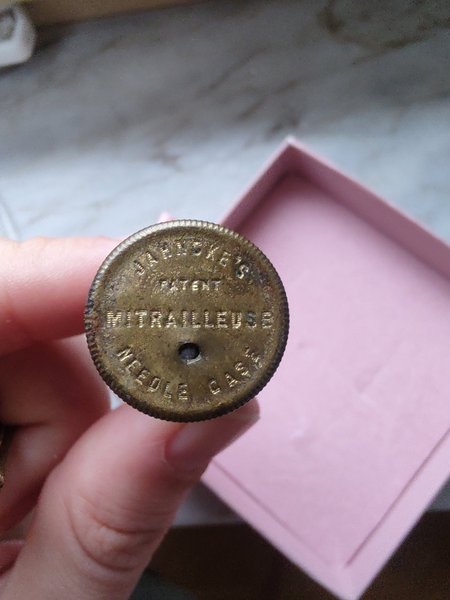 JAHNCKE'S
PATENT
MITRAILLEUSE
NEEDLE CASE